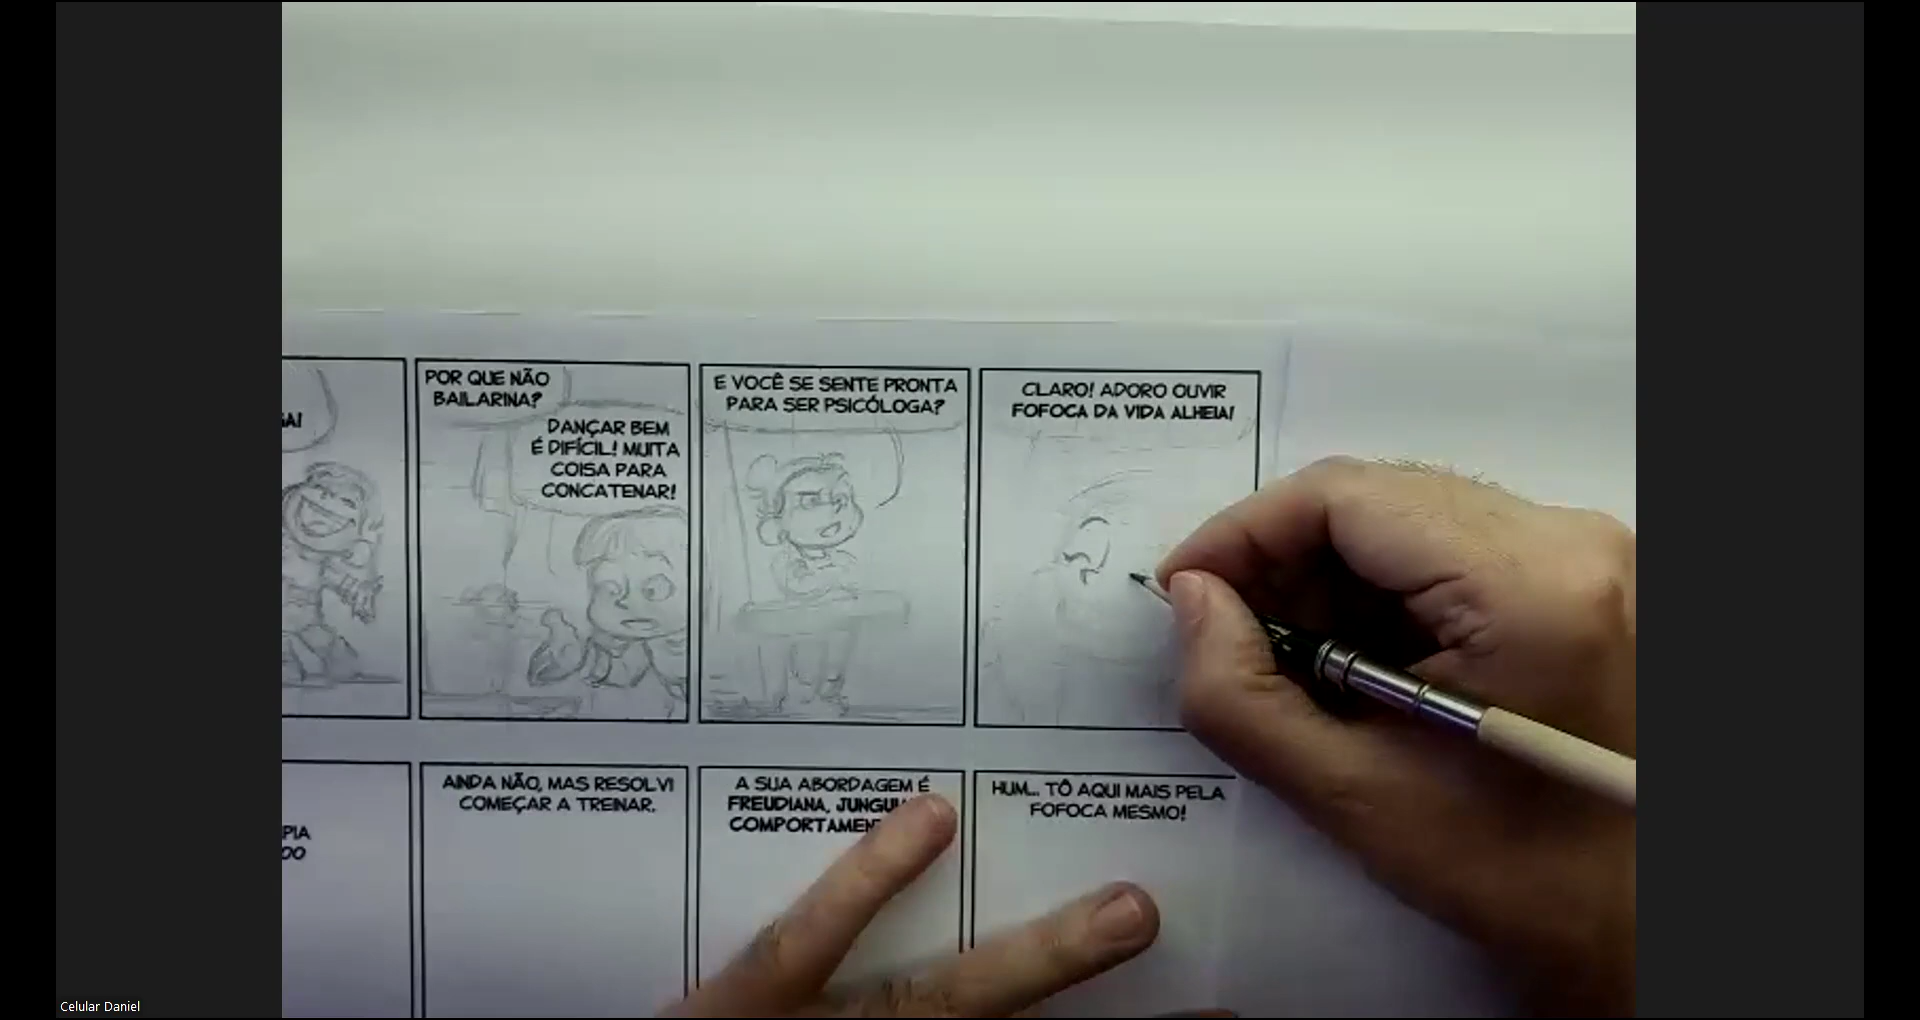 POR QUE NÃO
BAILARINA?
DANÇAR BEM
É DIFÍCIL! MUITA
COISA PARA
CONCATENAR!
E VOCÊ SE SENTE PRONTA
PARA SER PSICÓLOGA?
CLARO! ADORO OUVIR
FOFOCA DA VIDA ALHEIA!
AINDA NÃO, MAS RESOLVI
COMEÇAR A TREINAR.
A SUA ABORDAGEM É
FREUDIANA,
HUM... TÔ AQUI MAIS PELA
FOFOCA MESMO!
Celular Daniel